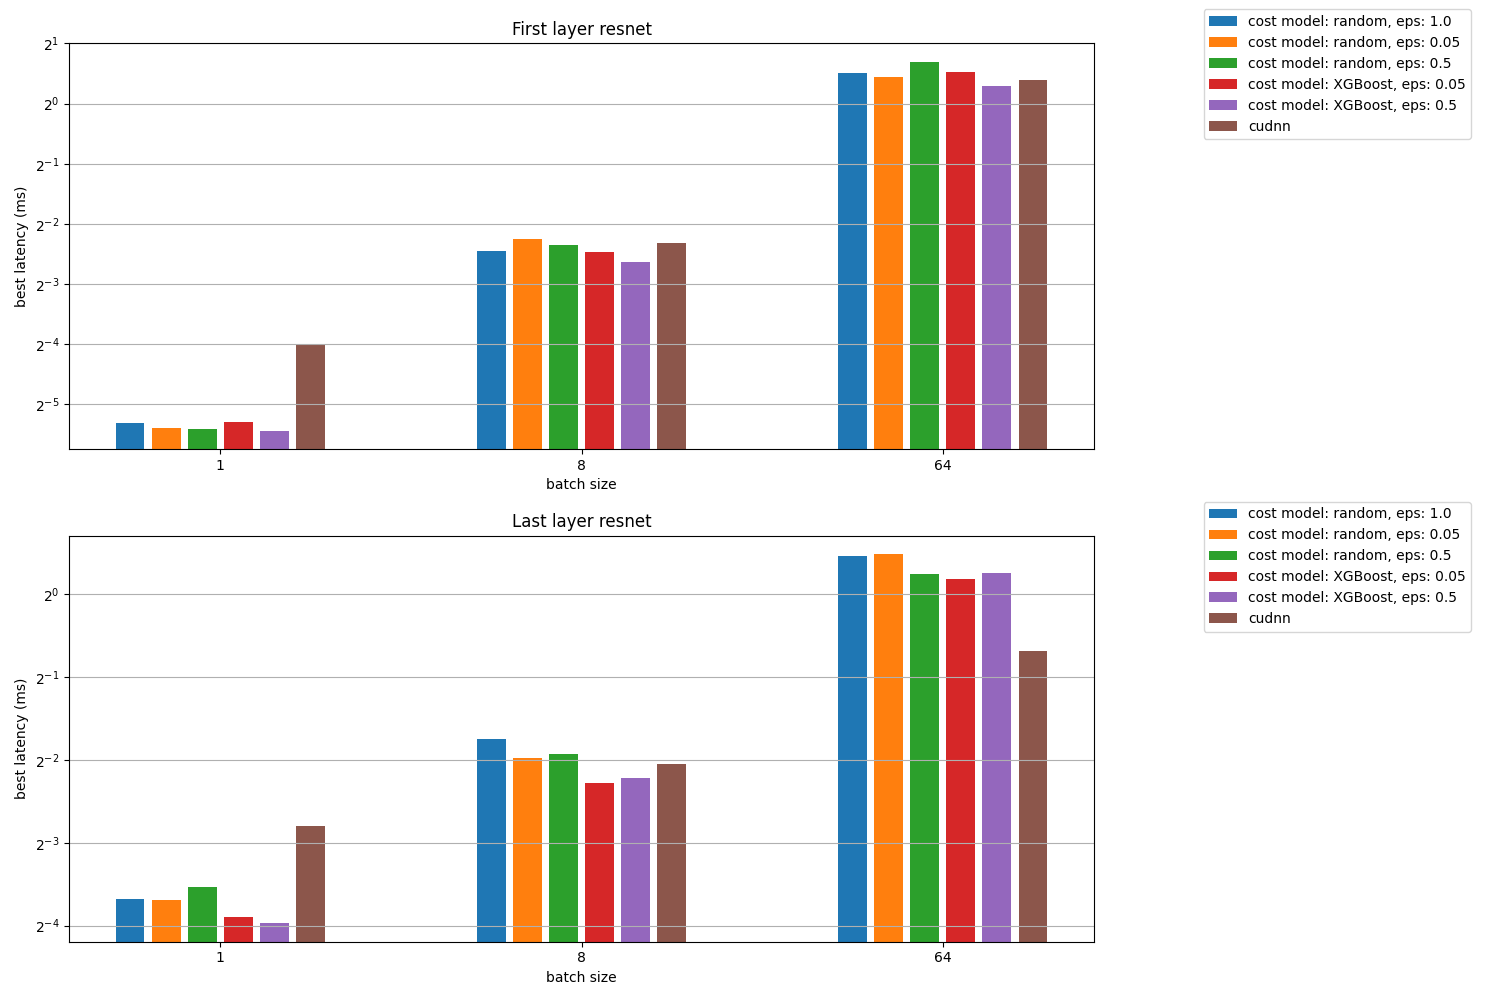 First layer resnet
2^1
2^0
2^-1
2^-2
2^-3
2^-4
2^-5
best latency (ms)
1 8 64
batch size
cost model: random, eps: 1.0
cost model: random, eps: 0.05
cost model: random, eps: 0.5
cost model: XGBoost, eps: 0.05
cost model: XGBoost, eps: 0.5
cudnn
Last layer resnet
2^0
2^-1
2^-2
2^-3
2^-4
best latency (ms)
1 8 64
batch size
cost model: random, eps: 1.0
cost model: random, eps: 0.05
cost model: random, eps: 0.5
cost model: XGBoost, eps: 0.05
cost model: XGBoost, eps: 0.5
cudnn